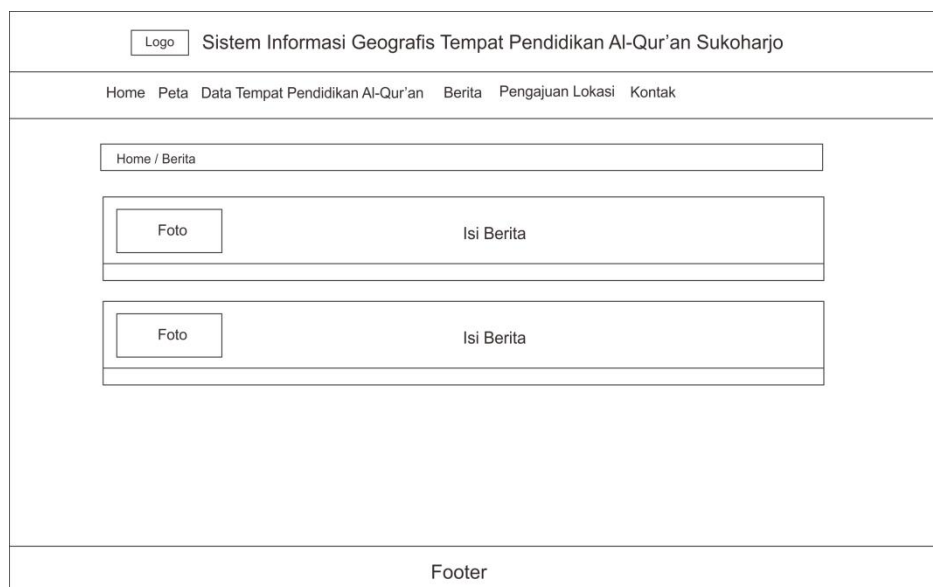 Logo Sistem Informasi Geografis Tempat Pendidikan Al-Qur'an Sukoharjo
Home Peta Data Tempat Pendidikan Al-Qur'an Berita Pengajuan Lokasi Kontak
Home / Berita
Foto Isi Berita
Foto Isi Berita
Footer